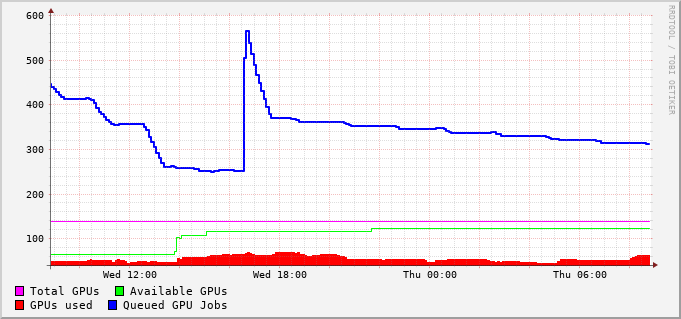 600
500
400
300
200
100
Wed 12:00 Wed 18:00 Thu 00:00 Thu 06:00
Total GPUs Available GPUs
GPUs used Queued GPU Jobs
RRDTOOL / TOBI OETIKER